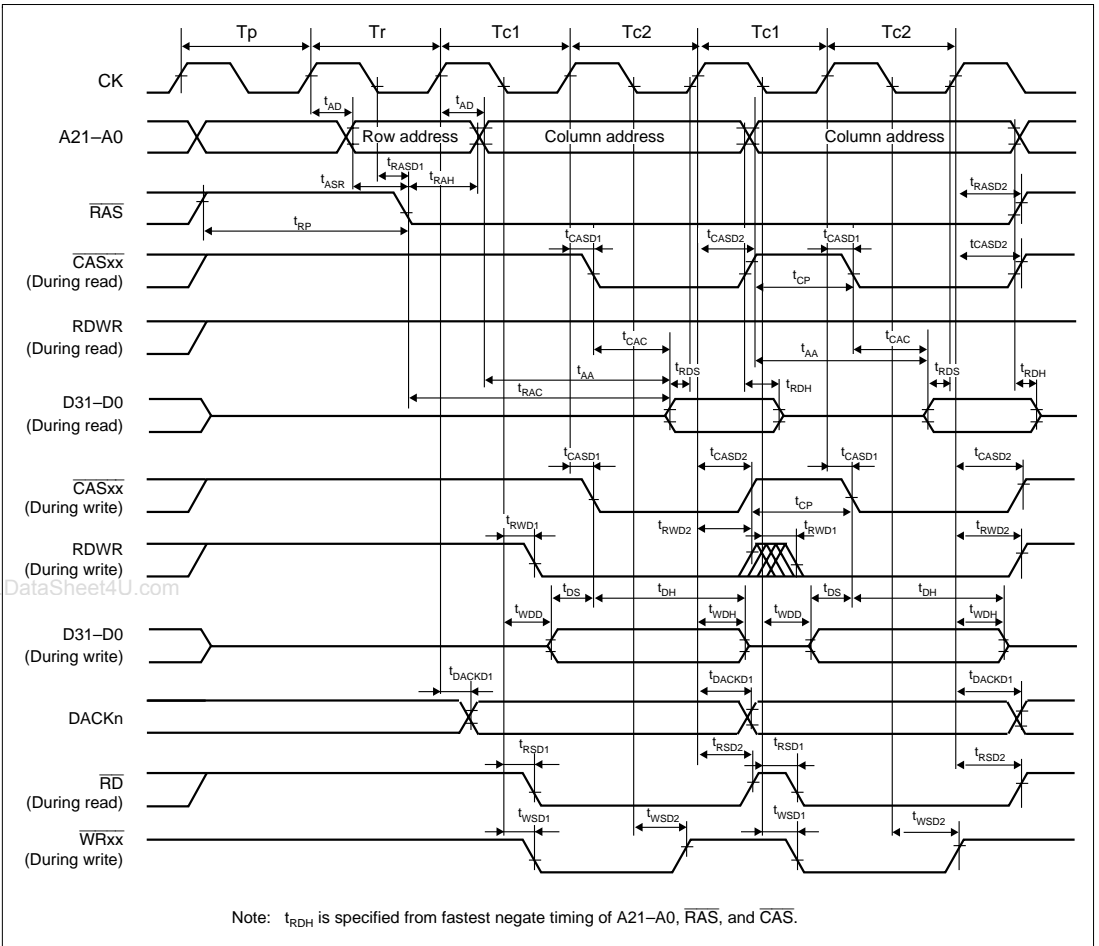 Tp Tr Tc1 Tc2 Tc1 Tc2
CK
tAD tAD
A21–A0 Row address Column address Column address
tRASD1
tASR tRAH tRASD2
RAS
tRP
tCASD1 tCASD2 tCASD1 tCASD2
CASxx
(During read)
tCP
RDWR
(During read)
tCAC tCAC
tAA tRDS tAA tRDS
tRAC tRDH tRDH
D31–D0
(During read)
tCASD1 tCASD2 tCASD1 tCASD2
CASxx
(During write)
tCP
tRWD1 tRWD2 tRWD1 tRWD2
RDWR
(During write)
.DataSheet4U.com
tDS tDH tDS tDH
tWDD tWDH tWDD tWDH
D31–D0
(During write)
tDACKD1 tDACKD1 tDACKD1
DACKn
tRSD1 tRSD2 tRSD1 tRSD2
RD
(During read)
tWSD1 tWSD2 tWSD1 tWSD2
WRxx
(During write)
Note: tRDH is specified from fastest negate timing of A21–A0, RAS, and CAS.